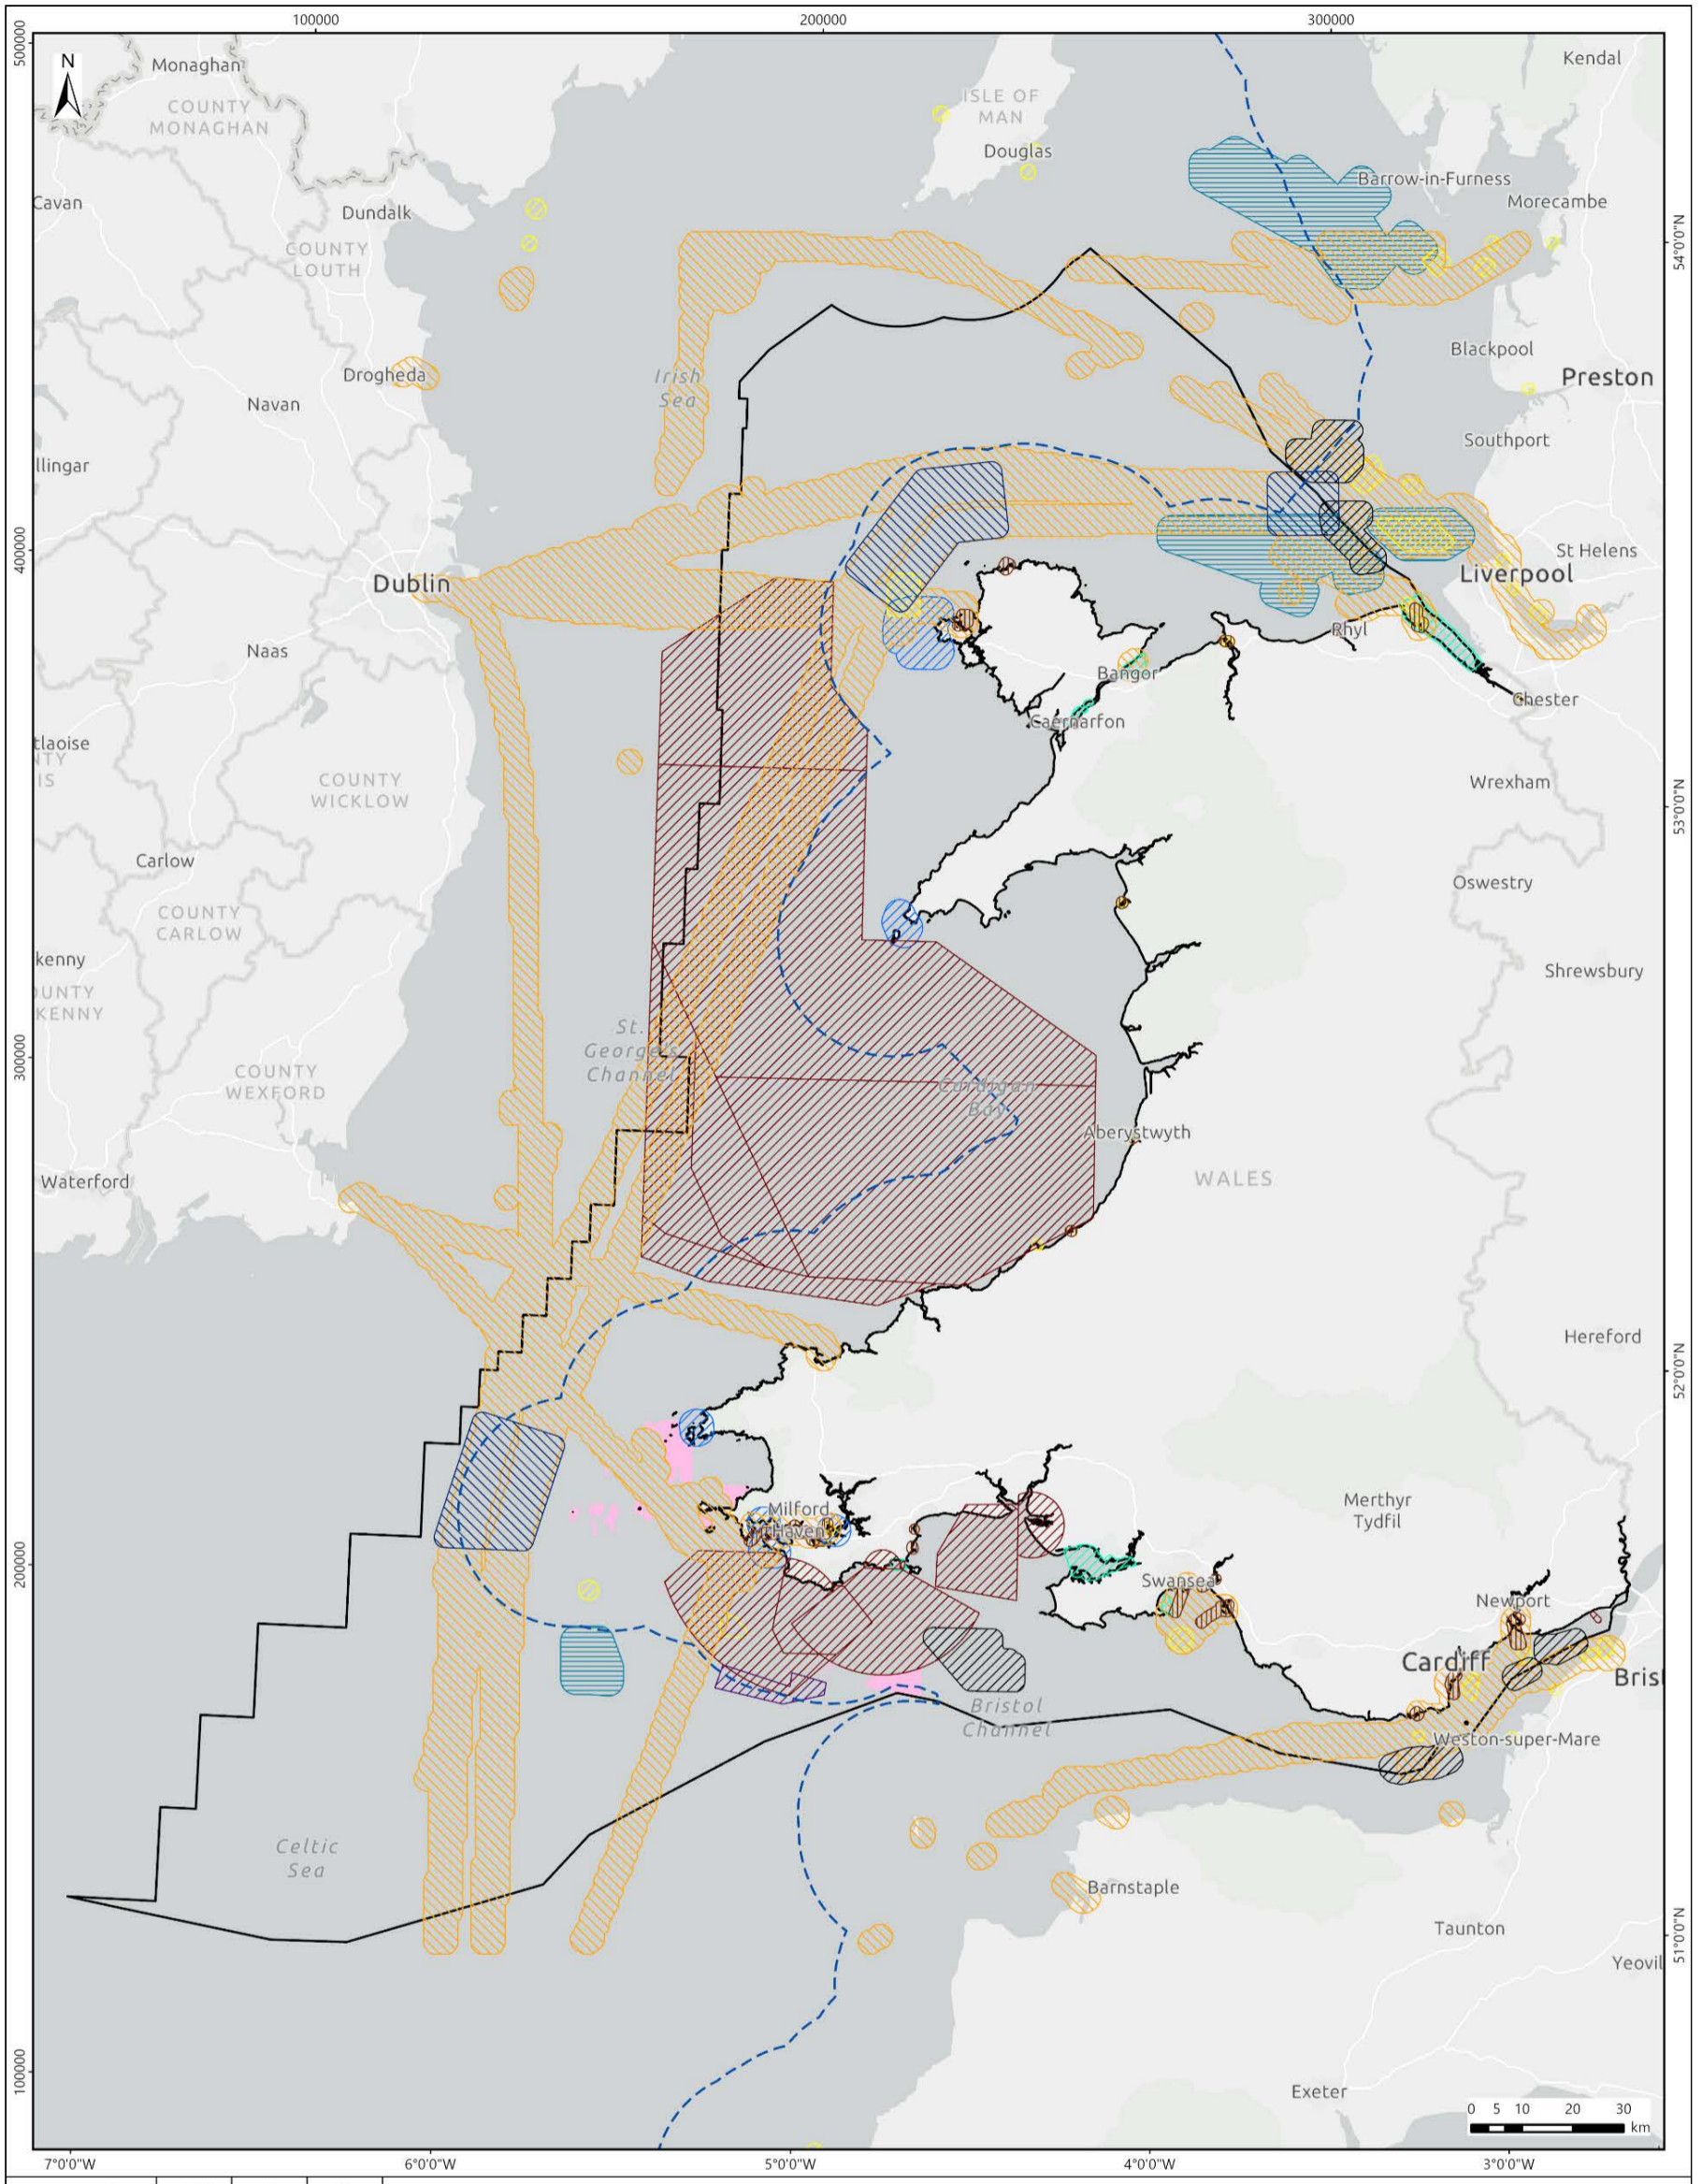 100000
200000
300000
500000
N
Monaghan
COUNTY
MONAGHAN
ISLE OF
MAN
Douglas
Kendal
Cavan
Dundalk
COUNTY
LOUTH
Barrow-in-Furness
Morecambe
54°0'0"N
Drogheda
Navan
Irish
Sea
Blackpool
Preston
Southport
llingar
400000
Dublin
St Helens
Liverpool
Naas
Rhyl
Bangor
Caernarfon
Chester
tlaoise
NTY
IS
COUNTY
WICKLOW
Wrexham
53°0'0"N
Carlow
Oswestry
COUNTY
CARLOW
kenny
OUNTY
KENNY
Shrewsbury
St.
George's
Channel
300000
COUNTY
WEXFORD
Cardigan
Bay
Aberystwyth
Waterford
WALES
Hereford
52°0'0"N
Milford
Haven
Merthyr
Tydfil
200000
Swansea
Newport
Cardiff
Brist
Bristol
Channel
Weston-super-Mare
Celtic
Sea
Barnstaple
Taunton
51°0'0"N
Yeovil
100000
Exeter
0 5 10 20 30
km
7°0'0"W
6°0'0"W
5°0'0"W
4°0'0"W
3°0'0"W